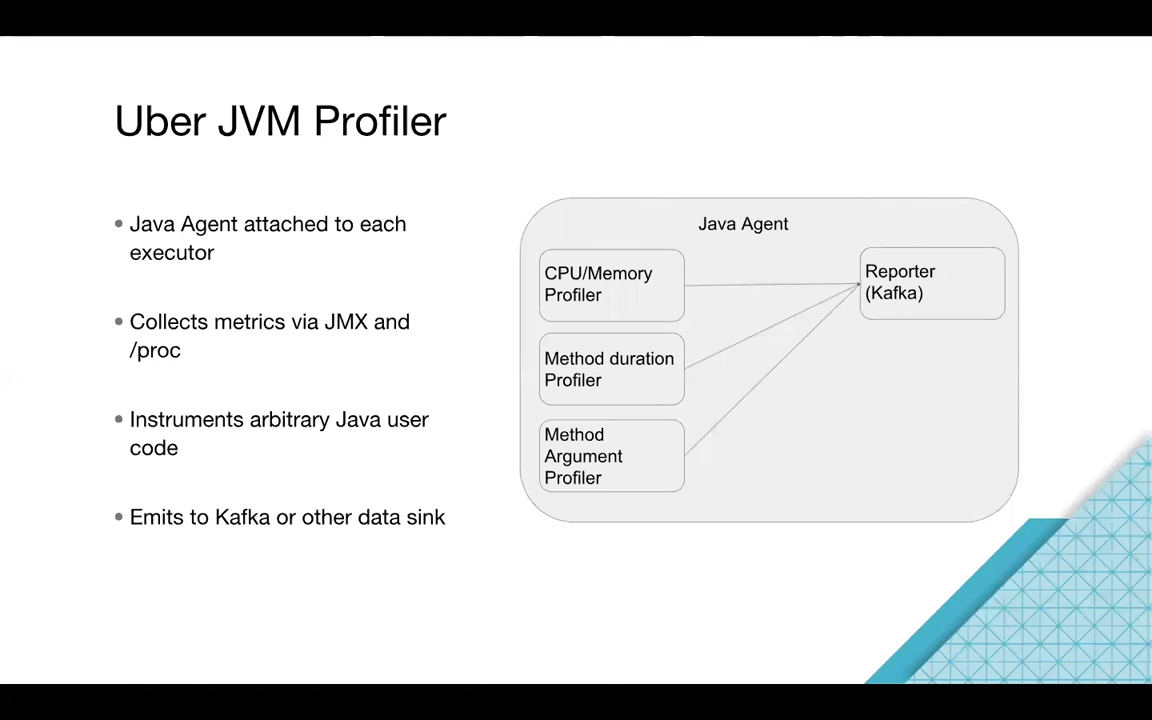 Uber JVM Profiler
• Java Agent attached to each
executor
• Collects metrics via JMX and
/proc
• Instruments arbitrary Java user
code
• Emits to Kafka or other data sink
Java Agent
CPU/Memory
Profiler
Reporter
(Kafka)
Method duration
Profiler
Method
Argument
Profiler